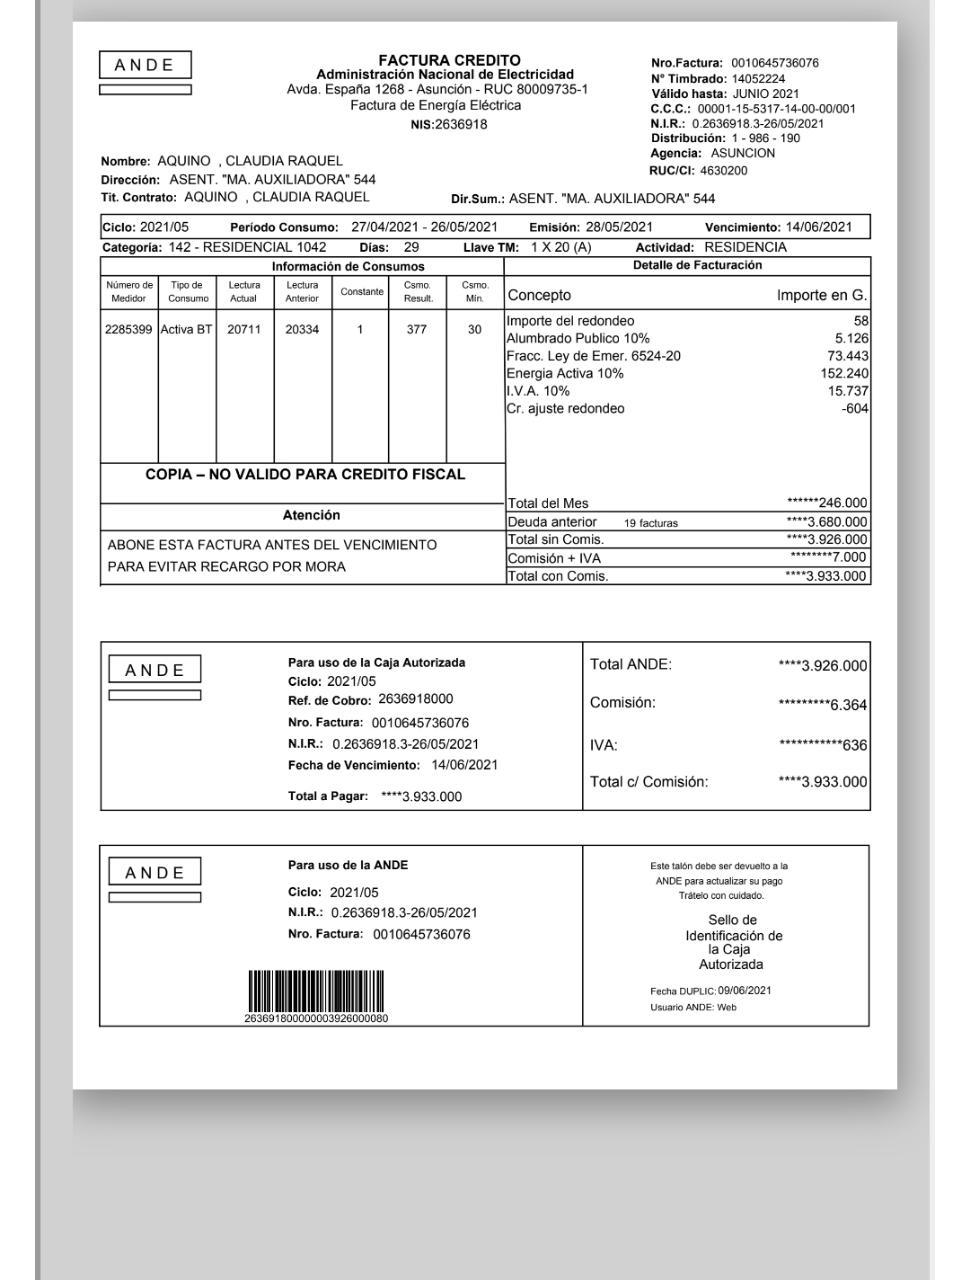 ANDE
FACTURA CREDITO
Administración Nacional de Electricidad
Avda. España 1268 - Asunción - RUC 80009735-1
Factura de Energía Eléctrica
NIS:2636918
Nro.Factura: 0010645736076
N° Timbrado: 14052224
Válido hasta: JUNIO 2021
C.C.C.: 00001-15-5317-14-00-00/001
N.I.R.: 0.2636918.3-26/05/2021
Distribución: 1 - 986 - 190
Agencia: ASUNCION
RUC/CI: 4630200
Nombre: AQUINO , CLAUDIA RAQUEL
Dirección: ASENT. "MA. AUXILIADORA" 544
Tit. Contrato: AQUINO , CLAUDIA RAQUEL Dir.Sum.: ASENT. "MA. AUXILIADORA" 544
Ciclo: 2021/05 Período Consumo: 27/04/2021 - 26/05/2021 Emisión: 28/05/2021 Vencimiento: 14/06/2021
Categoría: 142 - RESIDENCIAL 1042 Días: 29 Llave TM: 1 X 20 (A) Actividad: RESIDENCIA
Información de Consumos
Número de Medidor Tipo de Consumo Lectura Actual Lectura Anterior Constante Csmo. Result. Csmo. Mín.
2285399 Activa BT 20711 20334 1 377 30
COPIA – NO VALIDO PARA CREDITO FISCAL
Atención
ABONE ESTA FACTURA ANTES DEL VENCIMIENTO
PARA EVITAR RECARGO POR MORA
Detalle de Facturación
Concepto Importe en G.
Importe del redondeo 58
Alumbrado Publico 10% 5.126
Fracc. Ley de Emer. 6524-20 73.443
Energia Activa 10% 152.240
I.V.A. 10% 15.737
Cr. ajuste redondeo -604
Total del Mes ******246.000
Deuda anterior 19 facturas ****3.680.000
Total sin Comis. ****3.926.000
Comisión + IVA ********7.000
Total con Comis. ****3.933.000
ANDE
Para uso de la Caja Autorizada
Ciclo: 2021/05
Ref. de Cobro: 2636918000
Nro. Factura: 0010645736076
N.I.R.: 0.2636918.3-26/05/2021
Fecha de Vencimiento: 14/06/2021
Total a Pagar: ****3.933.000
Total ANDE: ****3.926.000
Comisión: *********6.364
IVA: ***********636
Total c/ Comisión: ****3.933.000
ANDE
Para uso de la ANDE
Ciclo: 2021/05
N.I.R.: 0.2636918.3-26/05/2021
Nro. Factura: 0010645736076
26369180000003926000080
Este talón debe ser devuelto a la
ANDE para actualizar su pago
Trátelo con cuidado.
Sello de
Identificación de
la Caja
Autorizada
Fecha DUPLIC: 09/06/2021
Usuario ANDE: Web